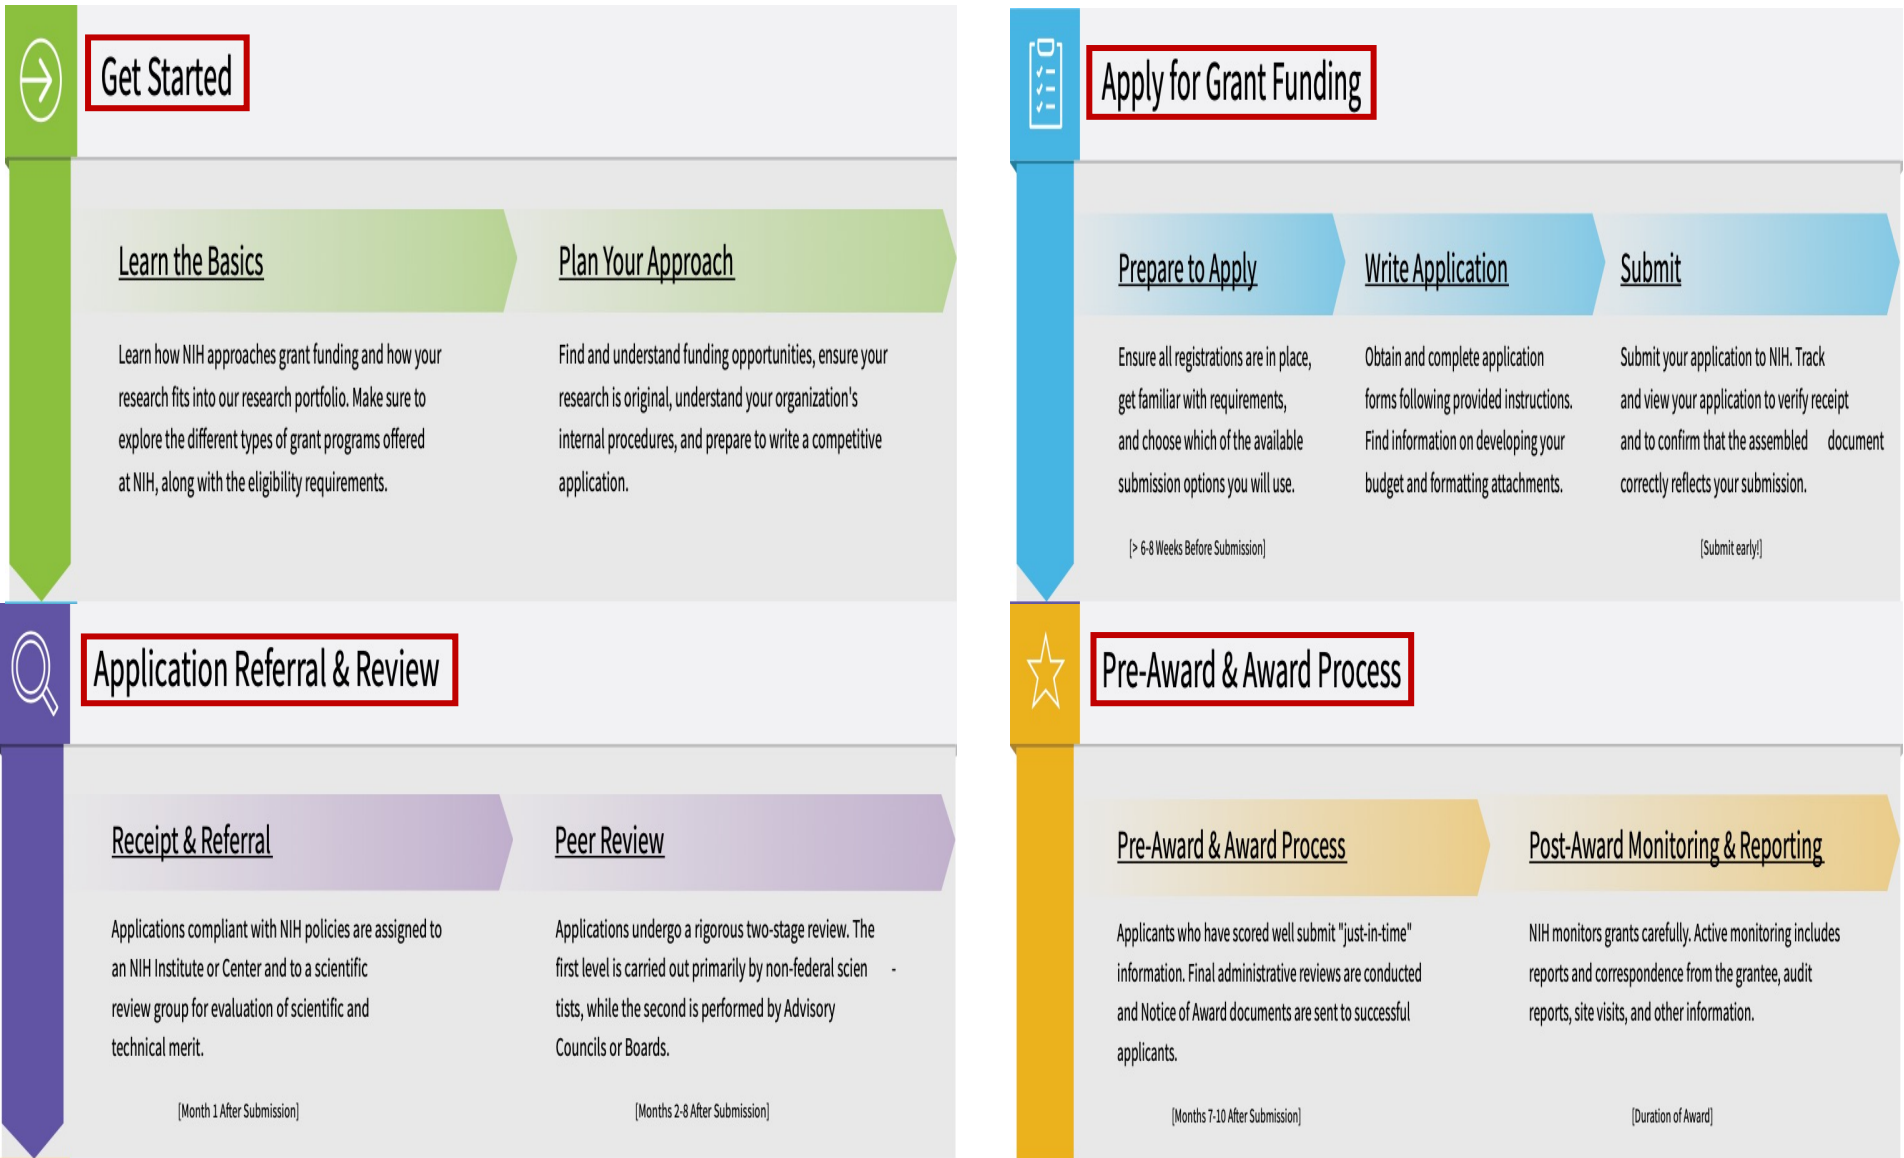 Get Started
Learn the Basics
Learn how NIH approaches grant funding and how your
research fits into our research portfolio. Make sure to
explore the different types of grant programs offered
at NIH, along with the eligibility requirements.
Plan Your Approach
Find and understand funding opportunities, ensure your
research is original, understand your organization's
internal procedures, and prepare to write a competitive
application.
Apply for Grant Funding
Prepare to Apply
Ensure all registrations are in place,
get familiar with requirements,
and choose which of the available
submission options you will use.
[> 6-8 Weeks Before Submission]
Write Application
Obtain and complete application
forms following provided instructions.
Find information on developing your
budget and formatting attachments.
Submit
Submit your application to NIH. Track
and view your application to verify receipt
and to confirm that the assembled document
correctly reflects your submission.
[Submit early!]
Application Referral & Review
Receipt & Referral
Applications compliant with NIH policies are assigned to
an NIH Institute or Center and to a scientific
review group for evaluation of scientific and
technical merit.
[Month 1 After Submission]
Peer Review
Applications undergo a rigorous two-stage review. The
first level is carried out primarily by non-federal scien -
tists, while the second is performed by Advisory
Councils or Boards.
[Months 2-8 After Submission]
Pre-Award & Award Process
Pre-Award & Award Process
Applicants who have scored well submit "just-in-time"
information. Final administrative reviews are conducted
and Notice of Award documents are sent to successful
applicants.
[Months 7-10 After Submission]
Post-Award Monitoring & Reporting
NIH monitors grants carefully. Active monitoring includes
reports and correspondence from the grantee, audit
reports, site visits, and other information.
[Duration of Award]